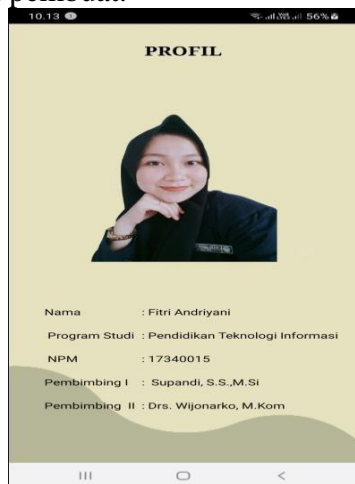 pembuat.
10.13 56%
PROFIL
Nama : Fitri Andriyani
Program Studi : Pendidikan Teknologi Informasi
NPM : 17340015
Pembimbing I : Supandi, S.S.,M.Si
Pembimbing II : Drs. Wijonarko, M.Kom